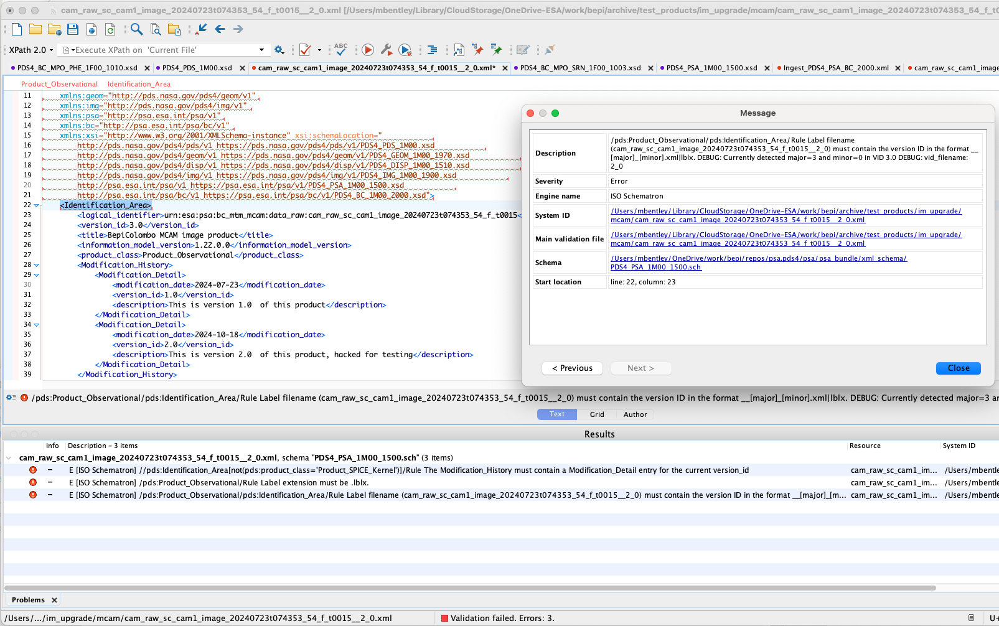 cam_raw_sc_cam1_image_20240723t074353_54_f_t0015__2_0.xml [/Users/mbentley/Library/CloudStorage/OneDrive-ESA/work/bepi/archive/test_products/im_upgrade/mcam/cam_raw_sc_cam1_image_20240723t074353_54_f_t0
XPath 2.0 Execute XPath on 'Current File' ABC
PDS4_BC_MPO_PHE_1F00_1010.xsd PDS4_PDS_1M00.xsd cam_raw_sc_cam1_image_20240723t074353_54_f_t0015__2_0.xml* PDS4_BC_MPO_SRN_1F00_1003.xsd PDS4_PSA_1M00_1500.xsd Ingest_PDS4_PSA_BC_2000.xml cam_raw_sc_cam1_image
Product_Observational Identification_Area
11 xmlns:geom="http://pds.nasa.gov/pds4/geom/v1"
12 xmlns:img="http://pds.nasa.gov/pds4/img/v1"
13 xmlns:psa="http://psa.esa.int/psa/v1"
14 xmlns:bc="http://psa.esa.int/psa/bc/v1"
15 xmlns:xsi="http://www.w3.org/2001/XMLSchema-instance" xsi:schemaLocation="
16 http://pds.nasa.gov/pds4/pds/v1 https://pds.nasa.gov/pds4/pds/v1/PDS4_PDS_1M00.xsd
17 http://pds.nasa.gov/pds4/geom/v1 https://pds.nasa.gov/pds4/geom/v1/PDS4_GEOM_1M00_1970.xsd
18 http://pds.nasa.gov/pds4/disp/v1 https://pds.nasa.gov/pds4/disp/v1/PDS4_DISP_1M00_1510.xsd
19 http://pds.nasa.gov/pds4/img/v1 https://pds.nasa.gov/pds4/img/v1/PDS4_IMG_1M00_1900.xsd
20 http://psa.esa.int/psa/v1 https://psa.esa.int/psa/v1/PDS4_PSA_1M00_1500.xsd
21 http://psa.esa.int/psa/bc/v1 https://psa.esa.int/psa/bc/v1/PDS4_BC_1M00_2000.xsd">
22 <Identification_Area>
23 <logical_identifier>urn:esa:psa:bc_mtm_mcam:data_raw:cam_raw_sc_cam1_image_20240723t074353_54_f_t0015<
24 <version_id>3.0</version_id>
25 <title>BepiColombo MCAM image product</title>
26 <information_model_version>1.22.0.0</information_model_version>
27 <product_class>Product_Observational</product_class>
28 <Modification_History>
29 <Modification_Detail>
30 <modification_date>2024-07-23</modification_date>
31 <version_id>1.0</version_id>
32 <description>This is version 1.0  of this product</description>
33 </Modification_Detail>
34 <Modification_Detail>
35 <modification_date>2024-10-18</modification_date>
36 <version_id>2.0</version_id>
37 <description>This is version 2.0  of this product, hacked for testing</description>
38 </Modification_Detail>
39 </Modification_History>
Message
Description /pds:Product_Observational/pds:Identification_Area/Rule Label filename
(cam_raw_sc_cam1_image_20240723t074353_54_f_t0015__2_0) must contain the version ID in the format __
[major]_[minor].xml|lblx. DEBUG: Currently detected major=3 and minor=0 in VID 3.0 DEBUG: vid_filename:
2_0
Severity Error
Engine name ISO Schematron
System ID /Users/mbentley/Library/CloudStorage/OneDrive-ESA/work/bepi/archive/test_products/im_upgrade/
mcam/cam_raw_sc_cam1_image_20240723t074353_54_f_t0015__2_0.xml
Main validation file /Users/mbentley/Library/CloudStorage/OneDrive-ESA/work/bepi/archive/test_products/im_upgrade/
mcam/cam_raw_sc_cam1_image_20240723t074353_54_f_t0015__2_0.xml
Schema /Users/mbentley/OneDrive/work/bepi/repos/psa.pds4/psa/psa_bundle/xml_schema/
PDS4_PSA_1M00_1500.sch
Start location line: 22, column: 23
< Previous Next > Close
/pds:Product_Observational/pds:Identification_Area/Rule Label filename (cam_raw_sc_cam1_image_20240723t074353_54_f_t0015__2_0) must contain the version ID in the format __[major]_[minor].xml|lblx. DEBUG: Currently detected major=3 ar
Text Grid Author
Results
Info Description - 3 items Resource System ID
cam_raw_sc_cam1_image_20240723t074353_54_f_t0015__2_0.xml, schema "PDS4_PSA_1M00_1500.sch" (3 items)
E [ISO Schematron] //pds:Identification_Area[not(pds:product_class='Product_SPICE_Kernel')]/Rule The Modification_History must contain a Modification_Detail entry for the current version_id cam_raw_sc_cam1_im... /Users/mbentle
E [ISO Schematron] /pds:Product_Observational/Rule Label extension must be .lblx. cam_raw_sc_cam1_im... /Users/mbentle
E [ISO Schematron] /pds:Product_Observational/pds:Identification_Area/Rule Label filename (cam_raw_sc_cam1_image_20240723t074353_54_f_t0015__2_0) must contain the version ID in the format __[major]_[m... cam_raw_sc_cam1_im... /Users/mbentle
Problems
/Users/.../im_upgrade/mcam/cam_raw_sc_cam1_image_20240723t074353_54_f_t0015__2_0.xml Validation failed. Errors: 3. U+